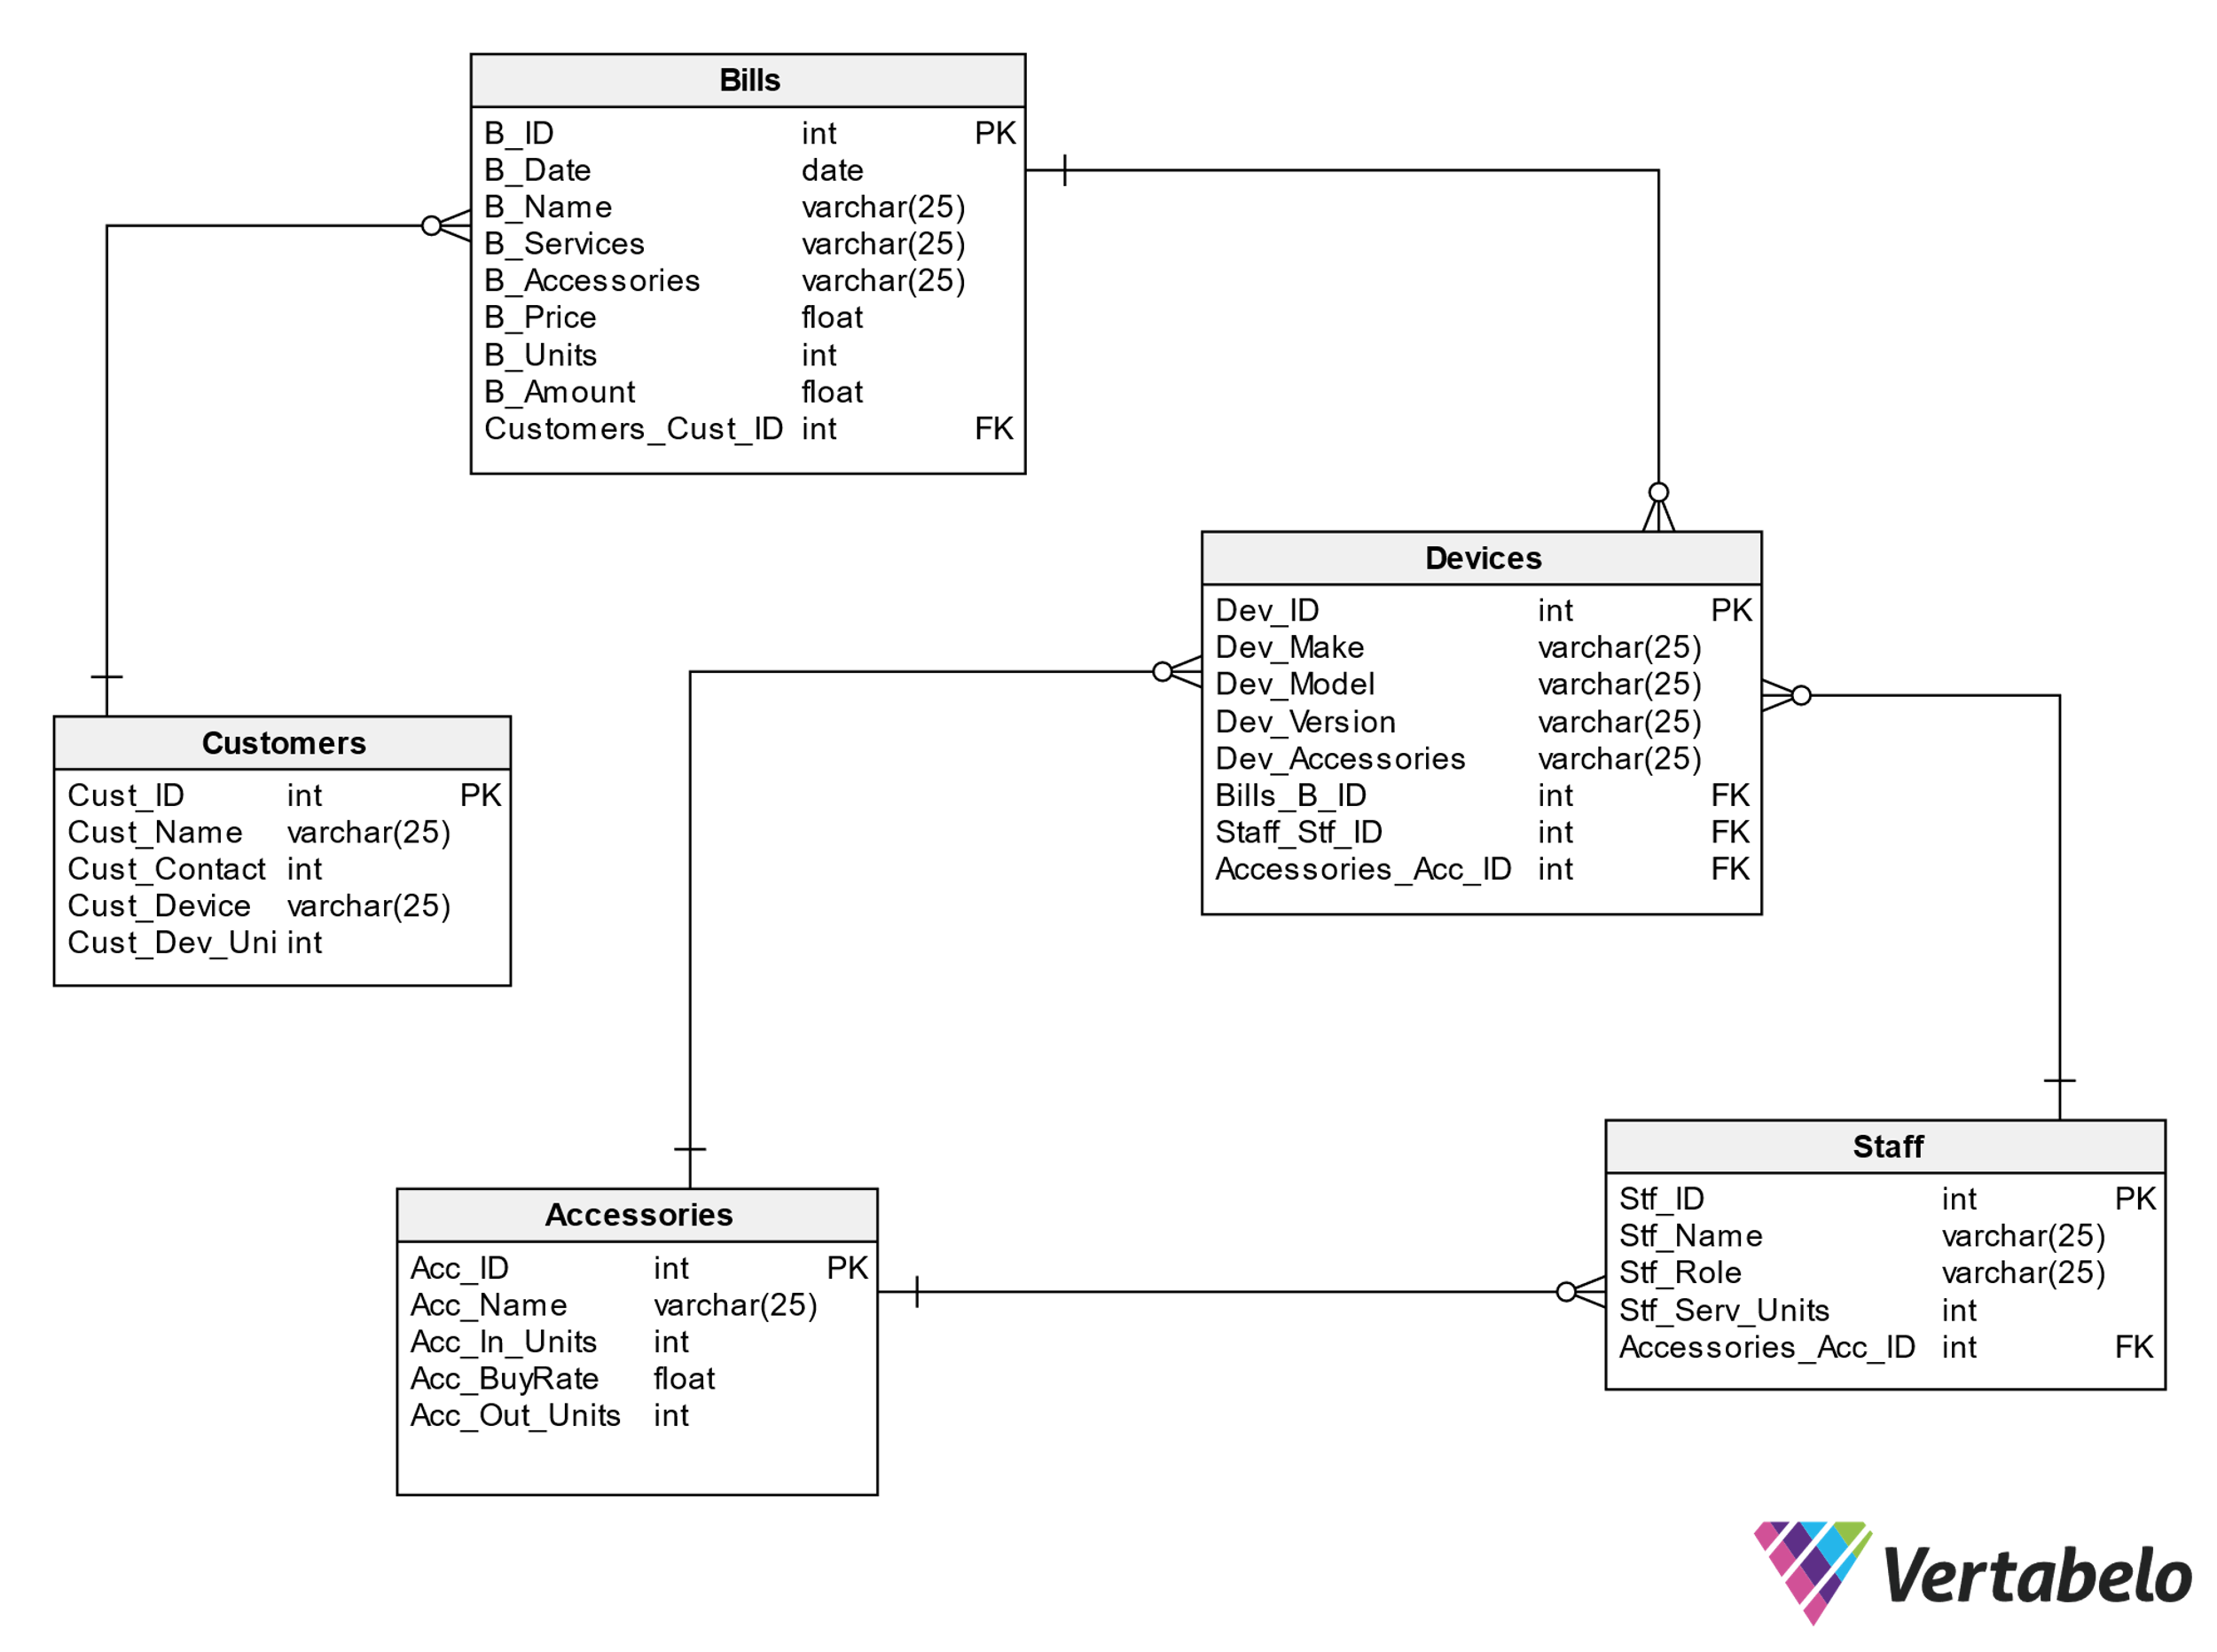 Bills
B_ID int PK
B_Date date
B_Name varchar(25)
B_Services varchar(25)
B_Accessories varchar(25)
B_Price float
B_Units int
B_Amount float
Customers_Cust_ID int FK
Devices
Dev_ID int PK
Dev_Make varchar(25)
Dev_Model varchar(25)
Dev_Version varchar(25)
Dev_Accessories varchar(25)
Bills_B_ID int FK
Staff_Stf_ID int FK
Accessories_Acc_ID int FK
Customers
Cust_ID int PK
Cust_Name varchar(25)
Cust_Contact int
Cust_Device varchar(25)
Cust_Dev_Uni int
Staff
Stf_ID int PK
Stf_Name varchar(25)
Stf_Role varchar(25)
Stf_Serv_Units int
Accessories_Acc_ID int FK
Accessories
Acc_ID int PK
Acc_Name varchar(25)
Acc_In_Units int
Acc_BuyRate float
Acc_Out_Units int
Vertabelo